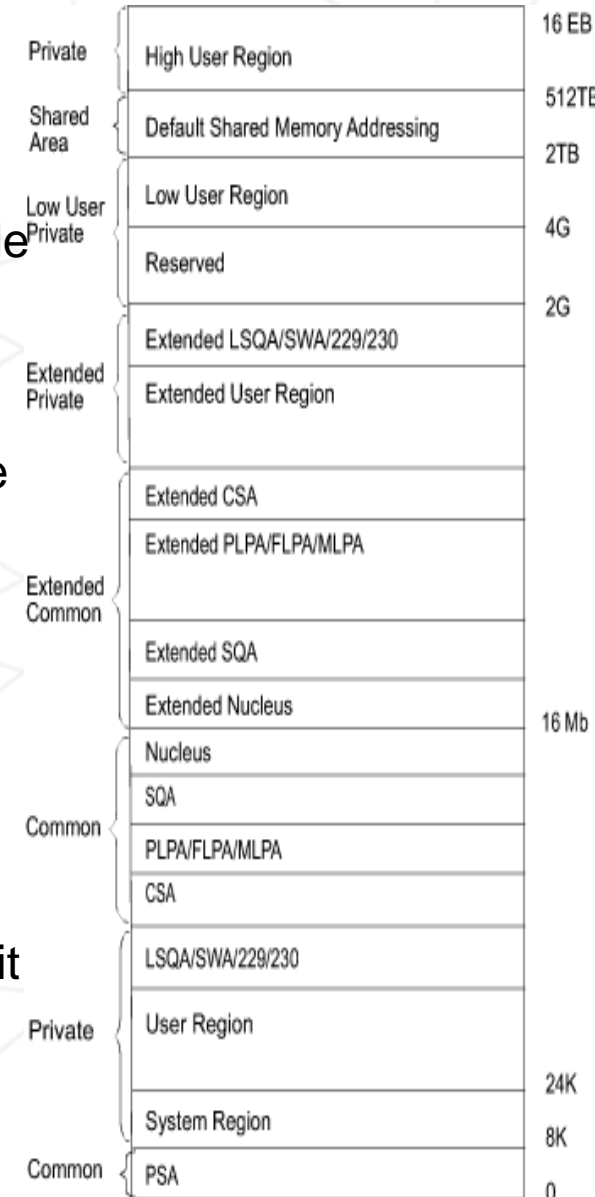 16 EB
Private
High User Region
512TB
Shared
Area
Default Shared Memory Addressing
2TB
Low User
Private
Low User Region
4G
Reserved
2G
Extended LSQA/SWA/229/230
Extended
Private
Extended User Region
Extended CSA
Extended PLPA/FLPA/MLPA
Extended
Common
Extended SQA
Extended Nucleus
16 Mb
Nucleus
SQA
Common
PLPA/FLPA/MLPA
CSA
LSQA/SWA/229/230
it
Private
User Region
24K
System Region
8K
Common
PSA
0